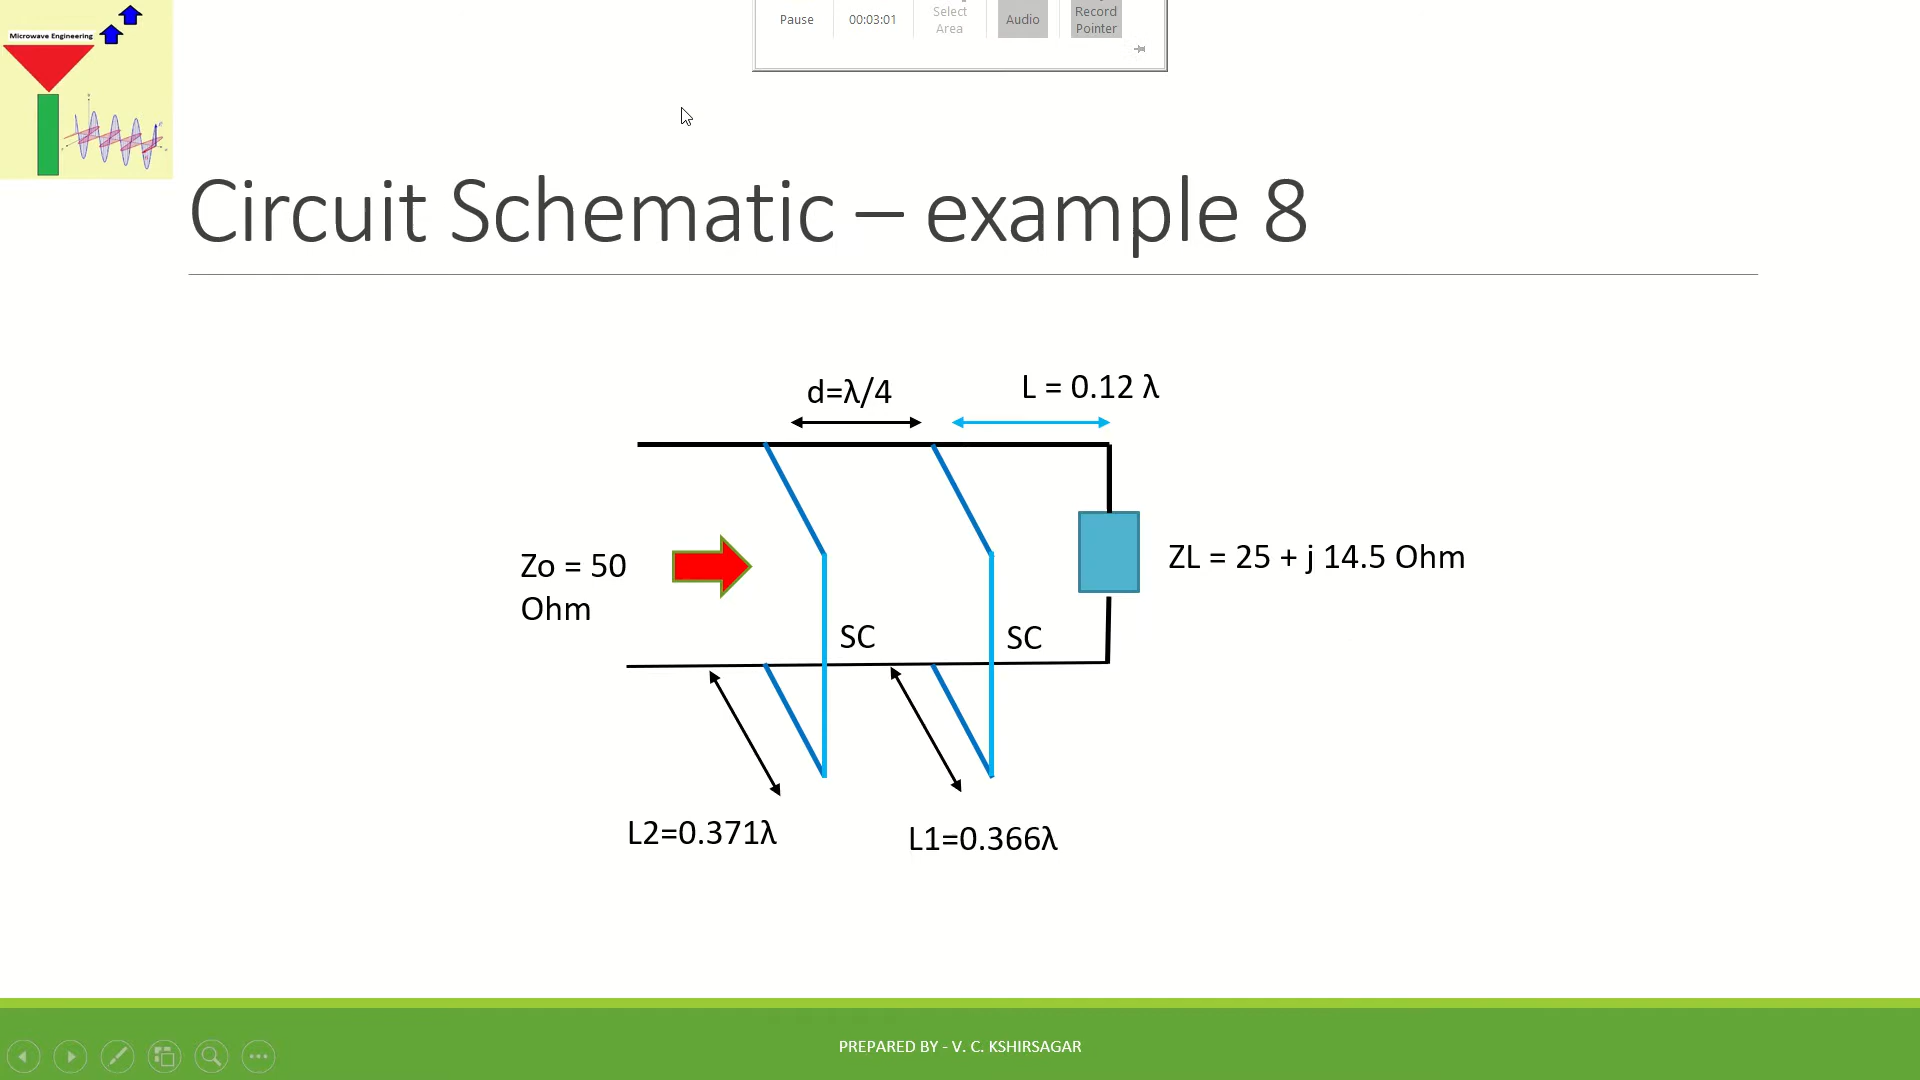 Pause
00:03:01
Select
Area
Audio
Record
Pointer
Microwave Engineering
Circuit Schematic – example 8
d=λ/4
L = 0.12 λ
Zo = 50
Ohm
ZL = 25 + j 14.5 Ohm
SC
SC
L2=0.371λ
L1=0.366λ
PREPARED BY - V. C. KSHIRSAGAR